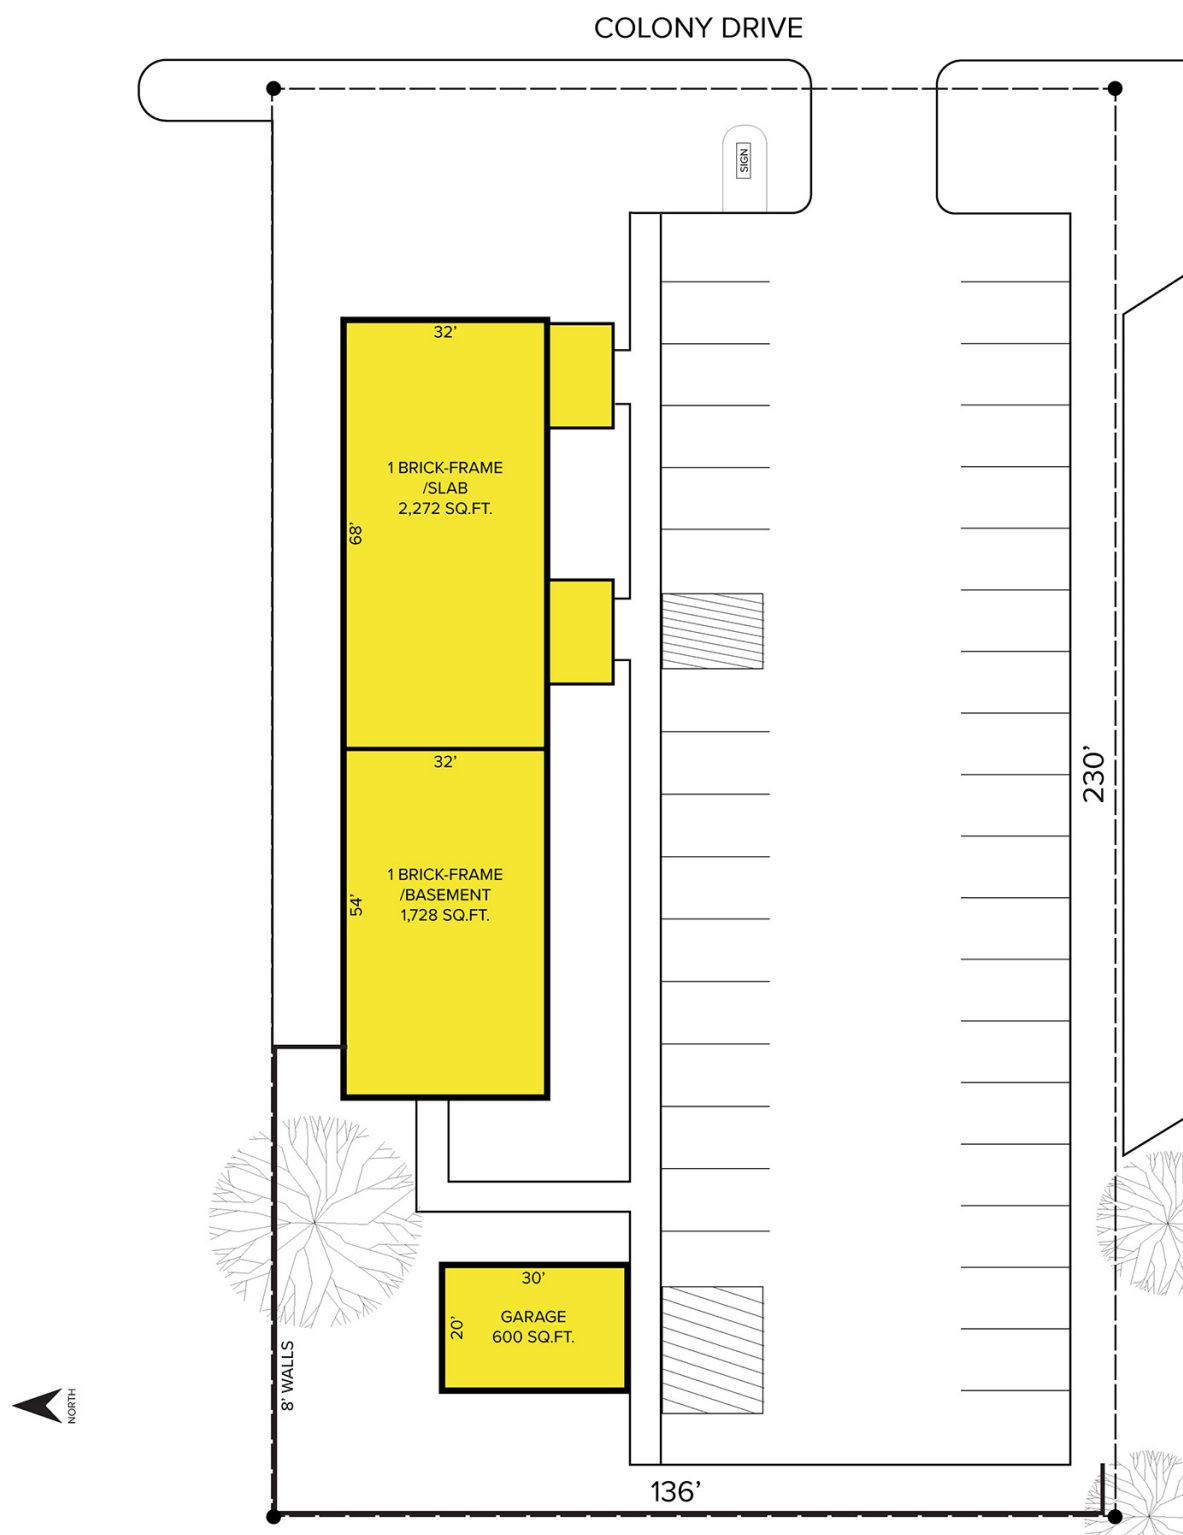 COLONY DRIVE
SIGN
32'
1 BRICK-FRAME
/SLAB
2,272 SQ.FT.
68'
32'
230'
1 BRICK-FRAME
/BASEMENT
1,728 SQ.FT.
54'
30'
GARAGE
600 SQ.FT.
20'
8' WALLS
NORTH
136'